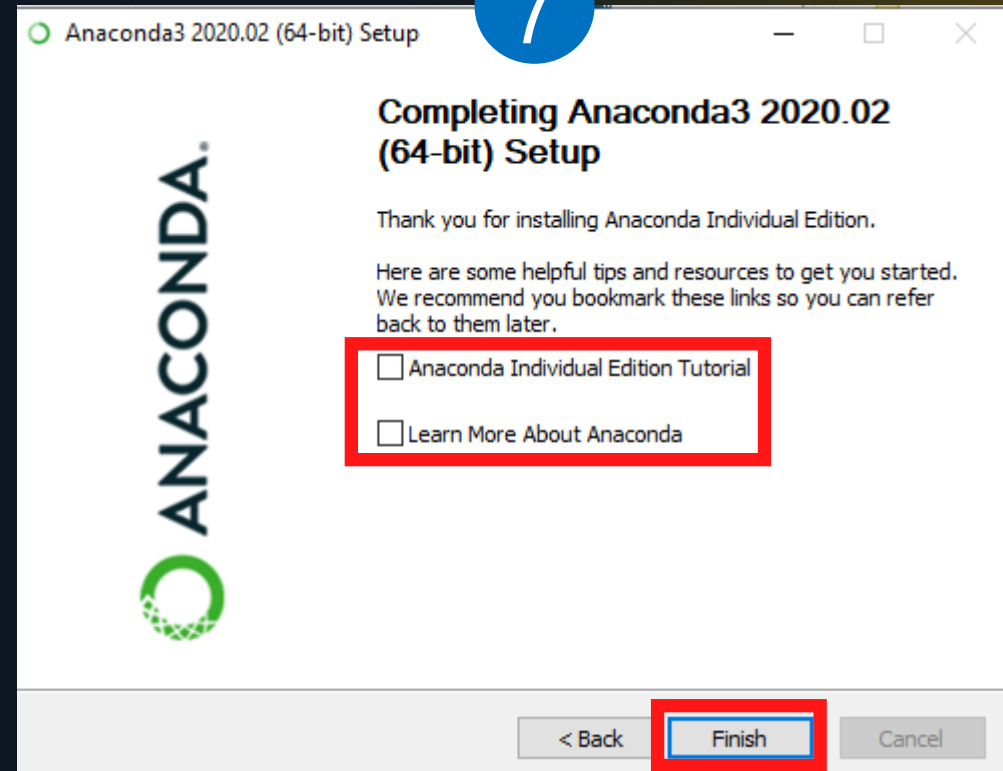 7
Anaconda3 2020.02 (64-bit) Setup
Completing Anaconda3 2020.02
(64-bit) Setup
Thank you for installing Anaconda Individual Edition.
Here are some helpful tips and resources to get you started.
We recommend you bookmark these links so you can refer
back to them later.
Anaconda Individual Edition Tutorial
Learn More About Anaconda
ANACONDA.
< Back
Finish
Cancel